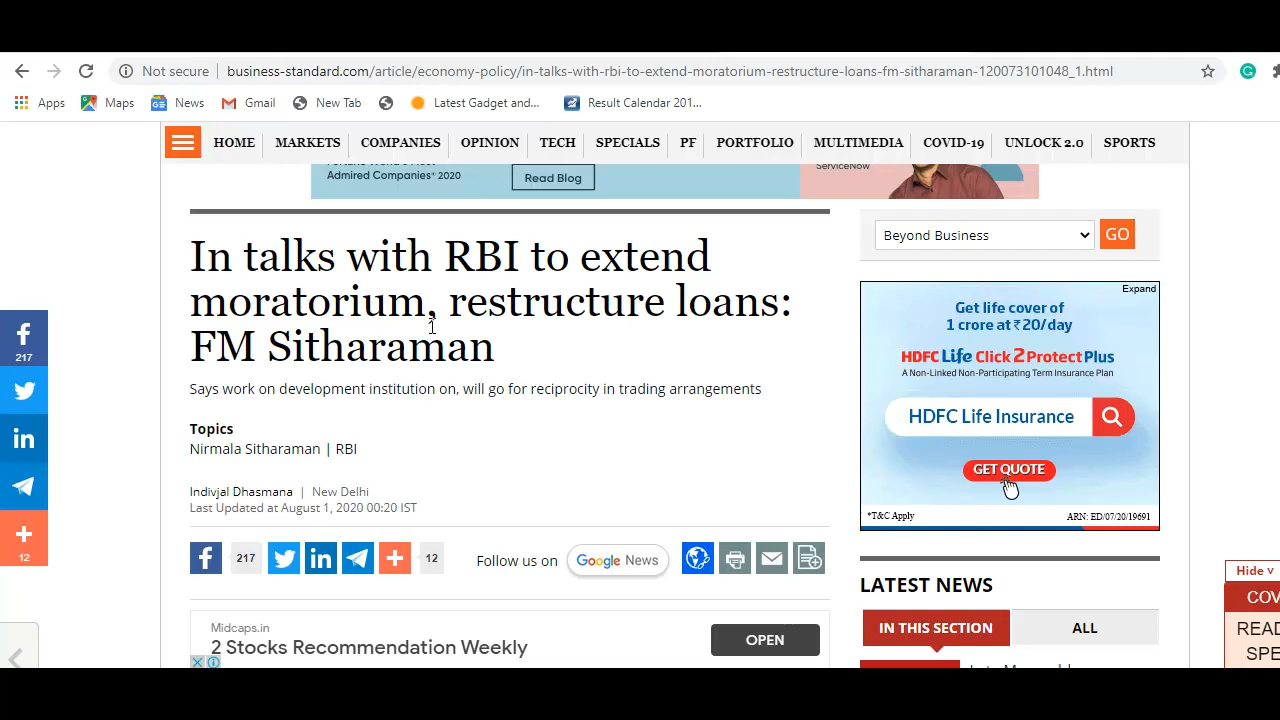 Not secure
business-standard.com/article/economy-policy/in-talks-with-rbi-to-extend-moratorium-restructure-loans-fm-sitharaman-120073101048_1.html
Apps Maps News Gmail New Tab Latest Gadget and... Result Calendar 201...
HOME MARKETS COMPANIES OPINION TECH SPECIALS PF PORTFOLIO MULTIMEDIA COVID-19 UNLOCK 2.0 SPORTS
Admired Companies® 2020
Read Blog
ServiceNow
In talks with RBI to extend
moratorium, restructure loans:
FM Sitharaman
Says work on development institution on, will go for reciprocity in trading arrangements
Topics
Nirmala Sitharaman | RBI
Indivjal Dhasmana | New Delhi
Last Updated at August 1, 2020 00:20 IST
217
12
217
12
Follow us on Google News
Midcaps.in
2 Stocks Recommendation Weekly
OPEN
Beyond Business
GO
Expand
Get life cover of
1 crore at ₹20/day
HDFC Life Click 2 Protect Plus
A Non-Linked Non-Participating Term Insurance Plan
HDFC Life Insurance
GET QUOTE
*T&C Apply
ARN: ED/07/20/19691
LATEST NEWS
IN THIS SECTION
ALL
Hide
COV
READ
SPE